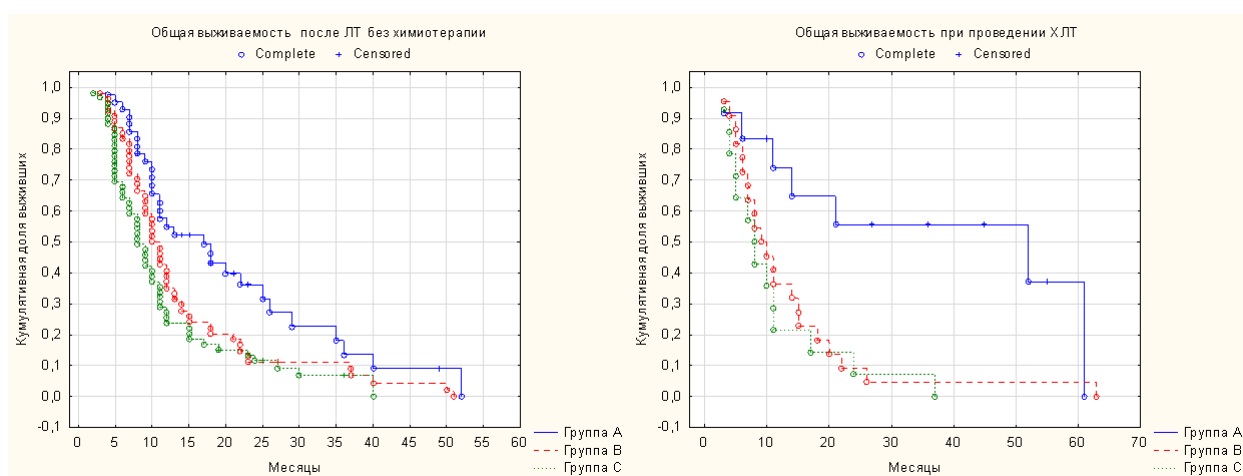 Общая выживаемость после ЛТ без химиотерапии
Complete + Censored
1,0
0,9
0,8
0,7
0,6
0,5
0,4
0,3
0,2
0,1
0,0
-0,1
0 5 10 15 20 25 30 35 40 45 50 55 60
Месяцы
Кумулятивная доля выживших
Группа A
Группа B
Группа C
Общая выживаемость при проведении ХЛТ
Complete + Censored
1,0
0,9
0,8
0,7
0,6
0,5
0,4
0,3
0,2
0,1
0,0
-0,1
0 10 20 30 40 50 60 70
Месяцы
Кумулятивная доля выживших
Группа A
Группа B
Группа C